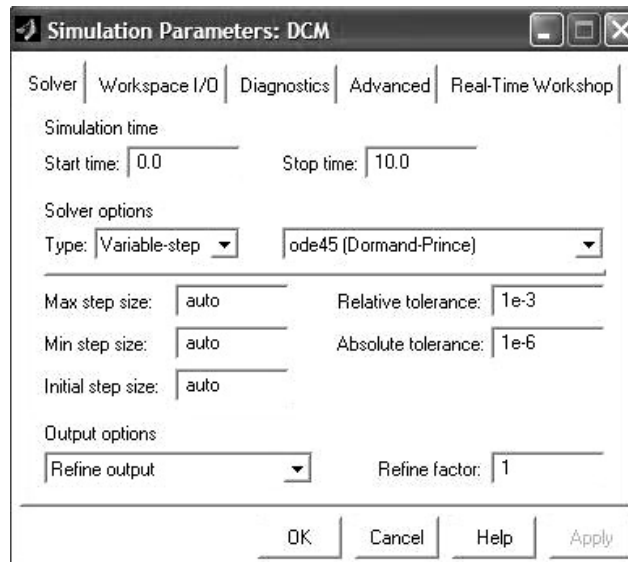 Simulation Parameters: DCM
Solver Workspace I/O Diagnostics Advanced Real-Time Workshop
Simulation time
Start time: 0.0 Stop time: 10.0
Solver options
Type: Variable-step ode45 (Dormand-Prince)
Max step size: auto Relative tolerance: 1e-3
Min step size: auto Absolute tolerance: 1e-6
Initial step size: auto
Output options
Refine output Refine factor: 1
OK Cancel Help Apply